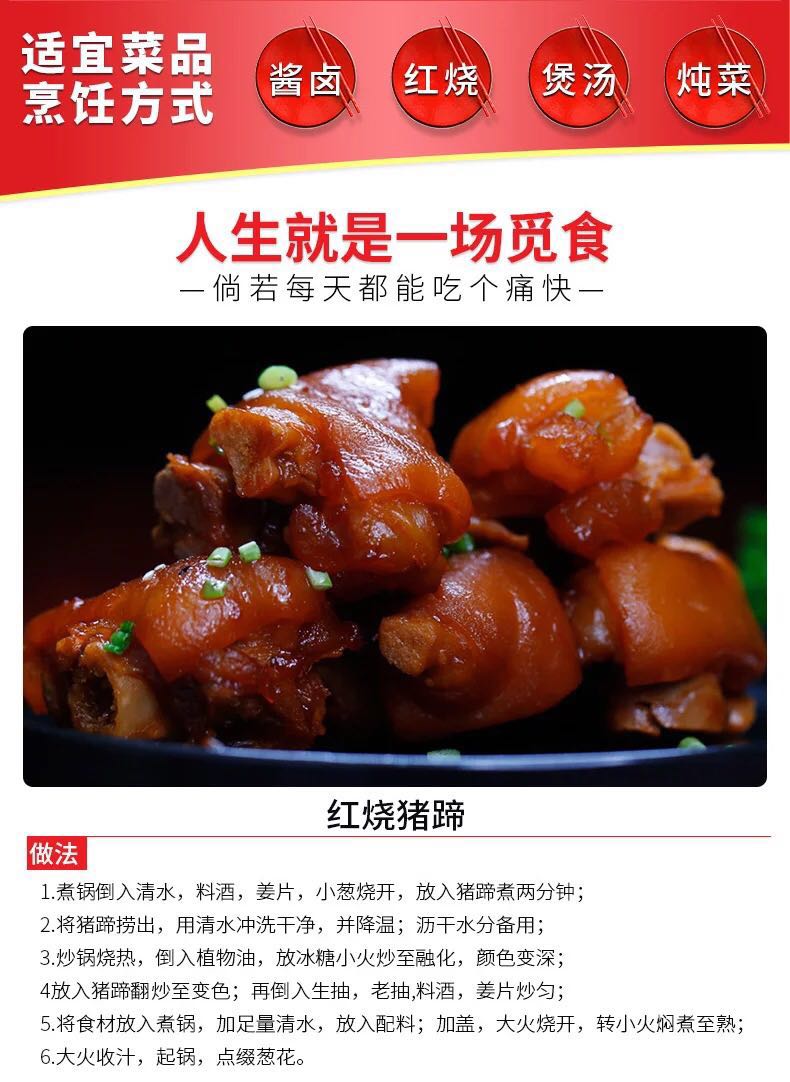 适宜菜品
烹饪方式
酱卤
红烧
煲汤
炖菜
人生就是一场觅食
—倘若每天都能吃个痛快—
红烧猪蹄
做法
1.煮锅倒入清水，料酒，姜片，小葱烧开，放入猪蹄煮两分钟；
2.将猪蹄捞出，用清水冲洗干净，并降温；沥干水分备用；
3.炒锅烧热，倒入植物油，放冰糖小火炒至融化，颜色变深；
4放入猪蹄翻炒至变色；再倒入生抽，老抽,料酒，姜片炒匀；
5.将食材放入煮锅，加足量清水，放入配料；加盖，大火烧开，转小火焖煮至熟；
6.大火收汁，起锅，点缀葱花。